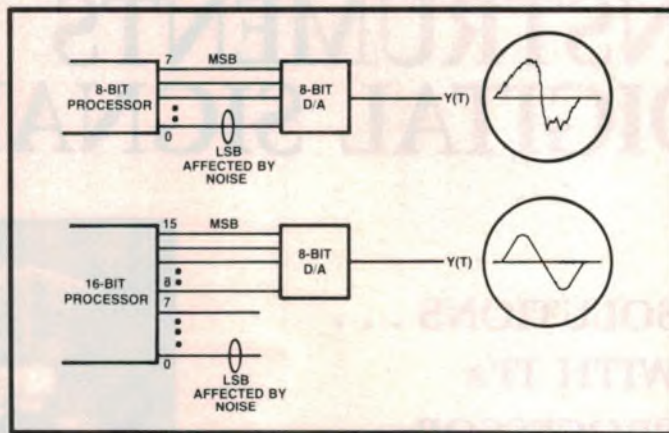 7
MSB
8-BIT
PROCESSOR
0
8-BIT
D/A
Y(T)
LSB
AFFECTED BY
NOISE
15
MSB
16-BIT
PROCESSOR
8
7
0
8-BIT
D/A
Y(T)
LSB
AFFECTED BY
NOISE